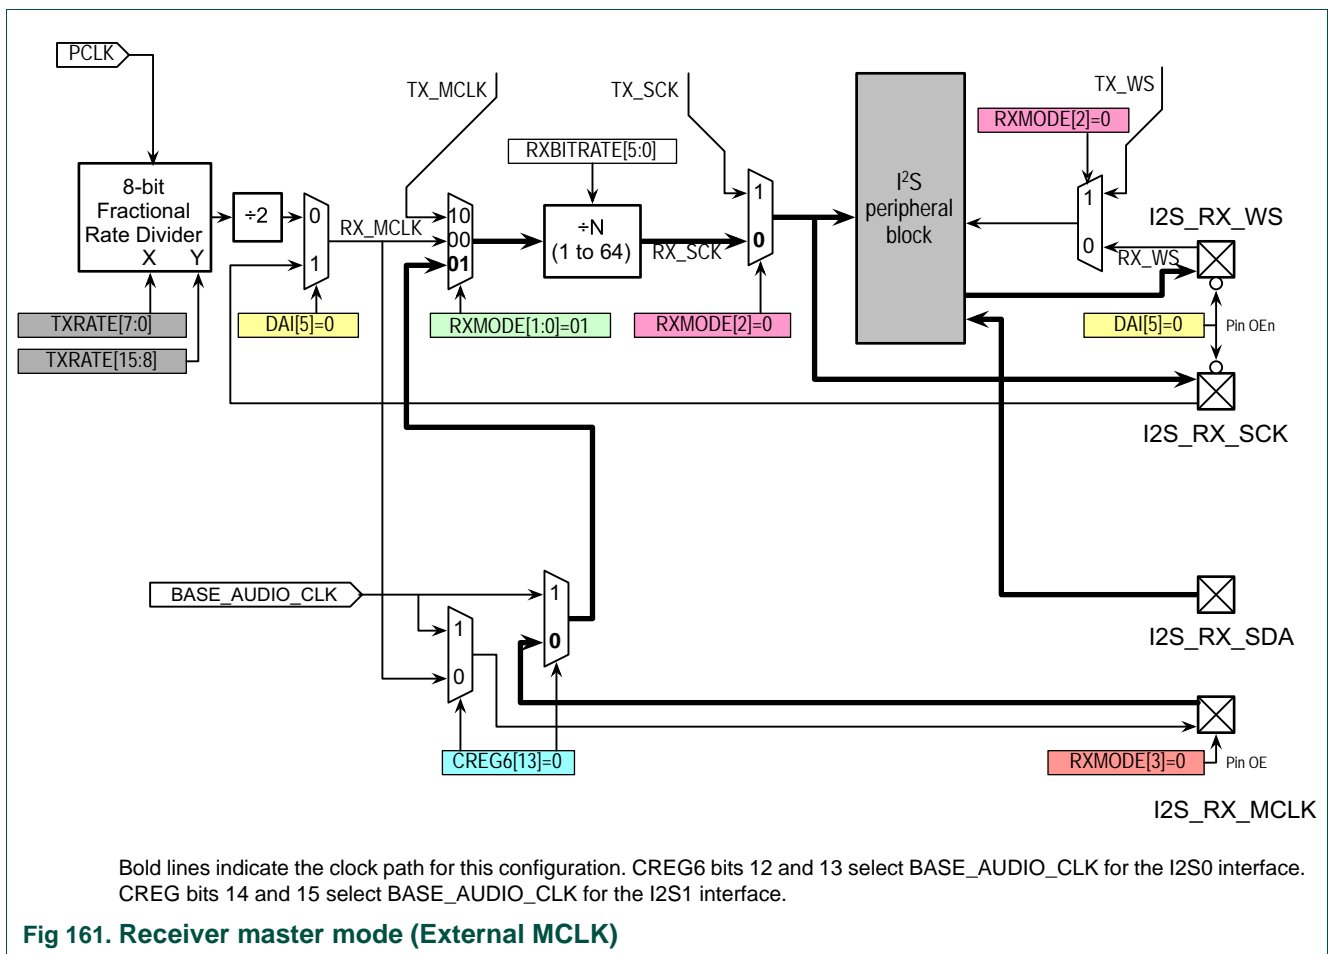 PCLK
TX_MCLK
TX_SCK
TX_WS
RXMODE[2]=0
RXBITRATE[5:0]
8-bit
Fractional
Rate Divider
X Y
÷2
0
1
RX_MCLK
10
00
01
÷N
(1 to 64)
RX_SCK
1
0
I²S
peripheral
block
1
0
RX_WS
I2S_RX_WS
TXRATE[7:0]
TXRATE[15:8]
DAI[5]=0
RXMODE[1:0]=01
RXMODE[2]=0
DAI[5]=0
Pin OEn
I2S_RX_SCK
BASE_AUDIO_CLK
1
0
1
0
I2S_RX_SDA
CREG6[13]=0
RXMODE[3]=0
Pin OE
I2S_RX_MCLK
Bold lines indicate the clock path for this configuration. CREG6 bits 12 and 13 select BASE_AUDIO_CLK for the I2S0 interface.
CREG bits 14 and 15 select BASE_AUDIO_CLK for the I2S1 interface.
Fig 161. Receiver master mode (External MCLK)